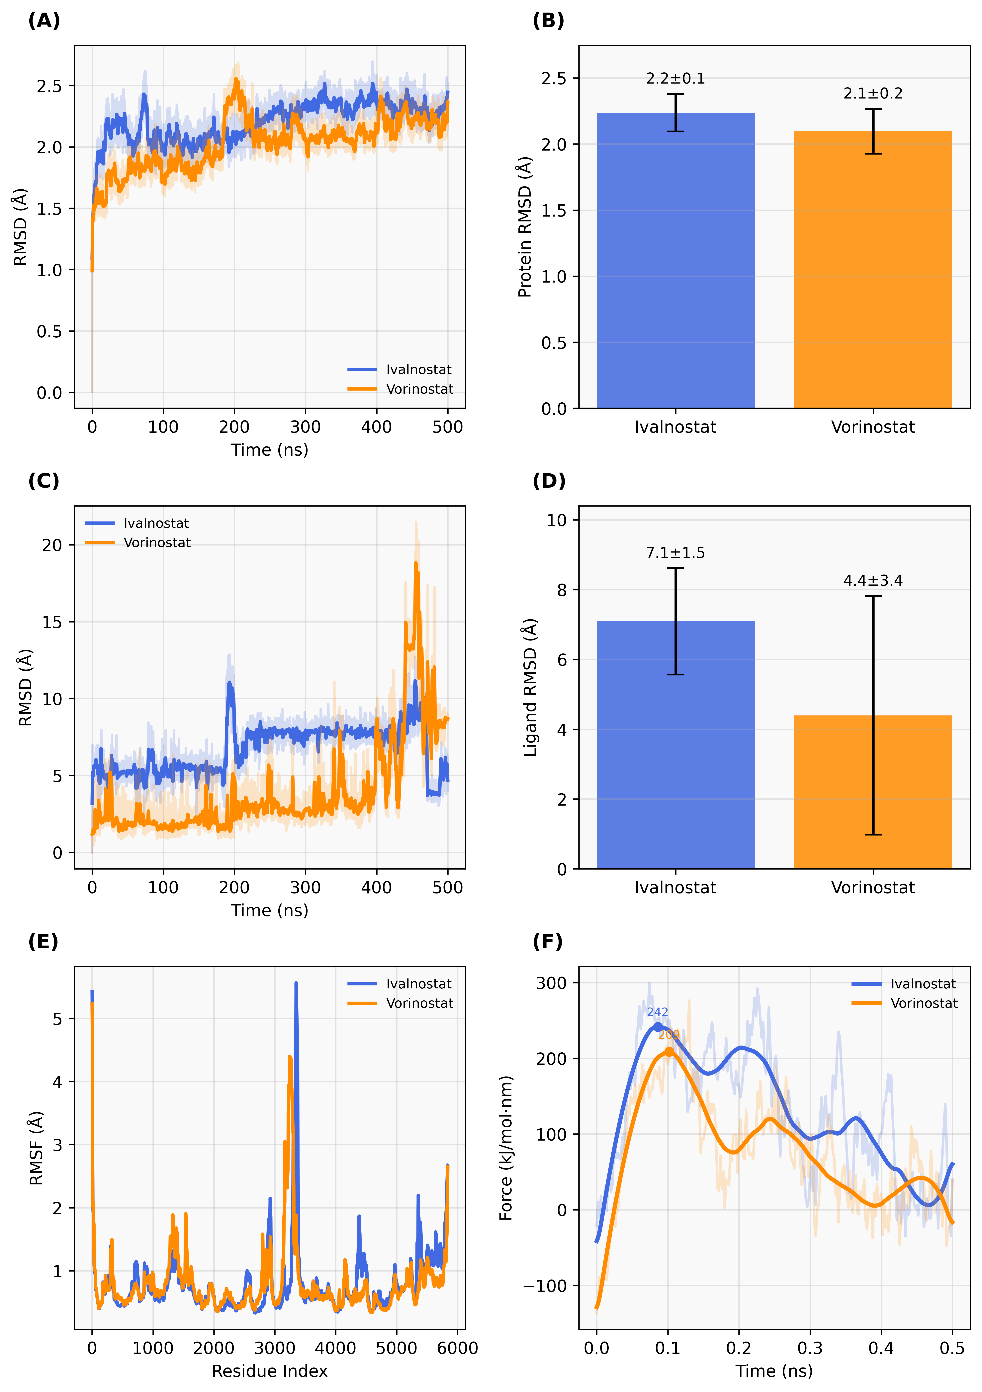 (A)
RMSD (Å)
2.5
2.0
1.5
1.0
0.5
0.0
Ivalnostat
Vorinostat
0 100 200 300 400 500
Time (ns)
(B)
Protein RMSD (Å)
2.5
2.0
1.5
1.0
0.5
0.0
2.2±0.1
2.1±0.2
Ivalnostat Vorinostat
(C)
RMSD (Å)
Ivalnostat
Vorinostat
20
15
10
5
0
0 100 200 300 400 500
Time (ns)
(D)
Ligand RMSD (Å)
10
8
6
4
2
0
7.1±1.5
4.4±3.4
Ivalnostat Vorinostat
(E)
RMSF (Å)
Ivalnostat
Vorinostat
5
4
3
2
1
0 1000 2000 3000 4000 5000 6000
Residue Index
(F)
Force (kJ/mol·nm)
Ivalnostat
Vorinostat
300
200
100
0
−100
242
0.0 0.1 0.2 0.3 0.4 0.5
Time (ns)